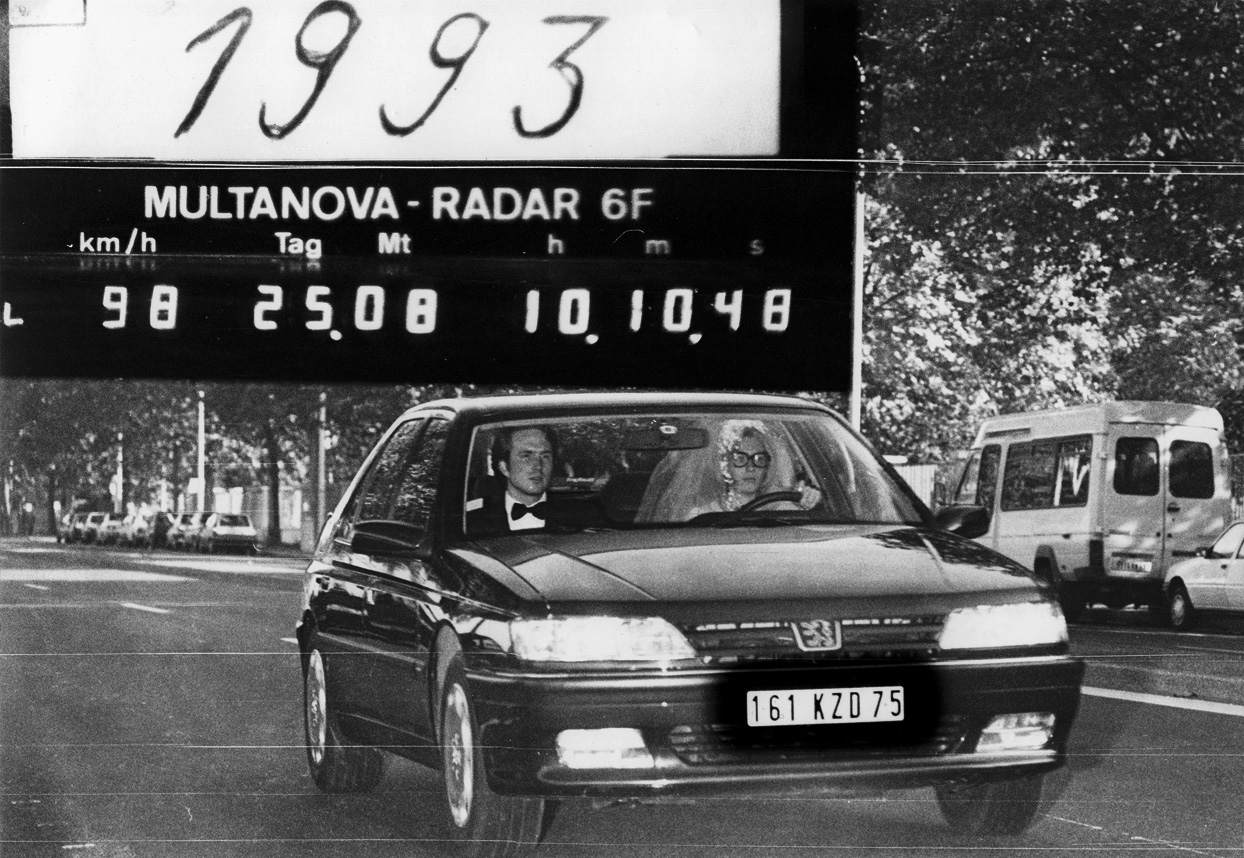 1993
MULTANOVA - RADAR 6F
km/h Tag Mt h m s
L 98 25.08 10.10.48
161 KZD 75